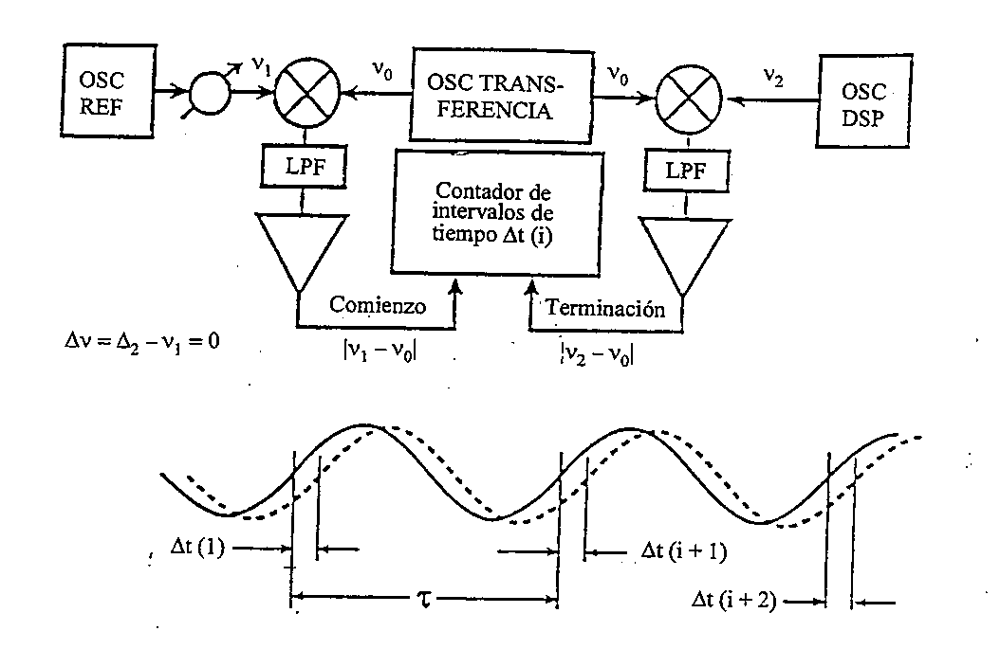 OSC
REF
ν₁
ν₀
OSC TRANS-
FERENCIA
ν₀
ν₂
OSC
DSP
LPF
LPF
Contador de
intervalos de
tiempo Δt (i)
Comienzo
Terminación
Δν = Δ₂ – ν₁ = 0
|ν₁ – ν₀|
|ν₂ – ν₀|
Δt (1)
Δt (i + 1)
τ
Δt (i + 2)